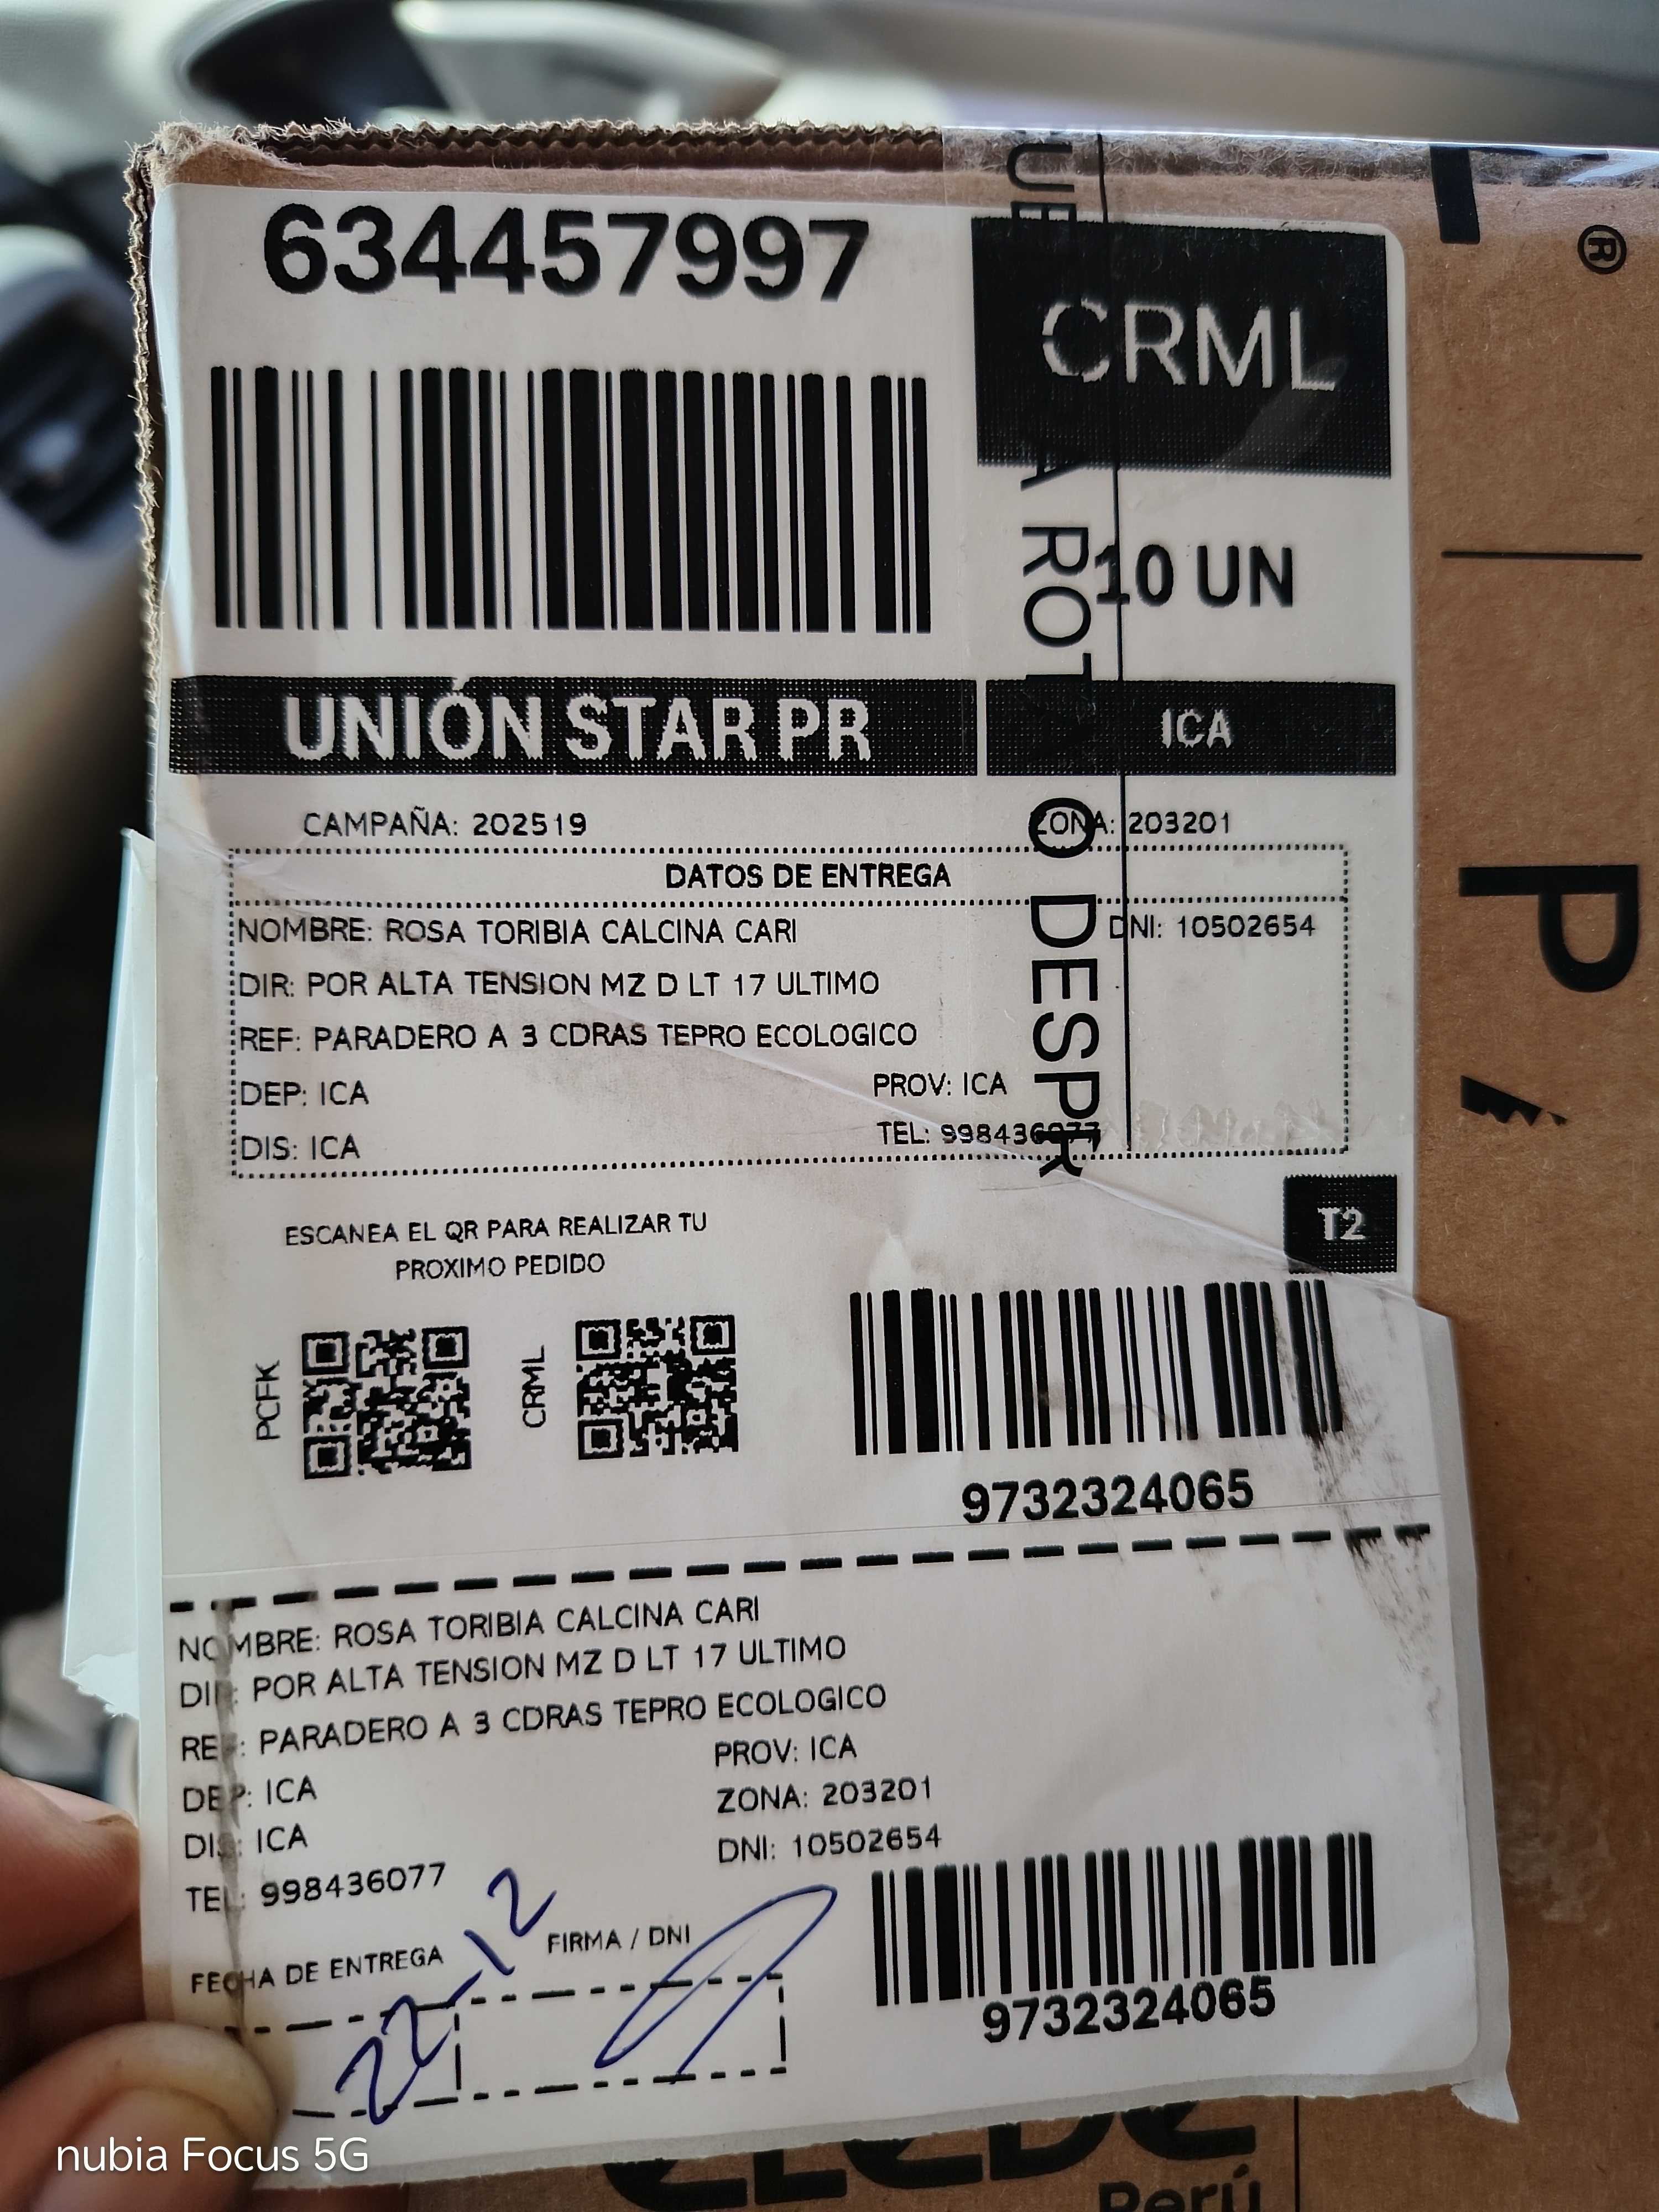 634457997
CRML
10 UN
UNIÓN STAR PR
ICA
CAMPAÑA: 202519
ZONA: 203201
DATOS DE ENTREGA
NOMBRE: ROSA TORIBIA CALCINA CARI
DNI: 10502654
DIR: POR ALTA TENSION MZ D LT 17 ULTIMO
REF: PARADERO A 3 CDRAS TEPRO ECOLOGICO
DEP: ICA
PROV: ICA
DIS: ICA
TEL: 998436077
ROT
O DESPR
T2
ESCANEA EL QR PARA REALIZAR TU
PROXIMO PEDIDO
PCFK
CRML
9732324065
NOMBRE: ROSA TORIBIA CALCINA CARI
DIR: POR ALTA TENSION MZ D LT 17 ULTIMO
REF: PARADERO A 3 CDRAS TEPRO ECOLOGICO
DEP: ICA
PROV: ICA
DIS: ICA
ZONA: 203201
TEL: 998436077
DNI: 10502654
FECHA DE ENTREGA
FIRMA / DNI
22-12
9732324065
Perú
P
®
nubia Focus 5G